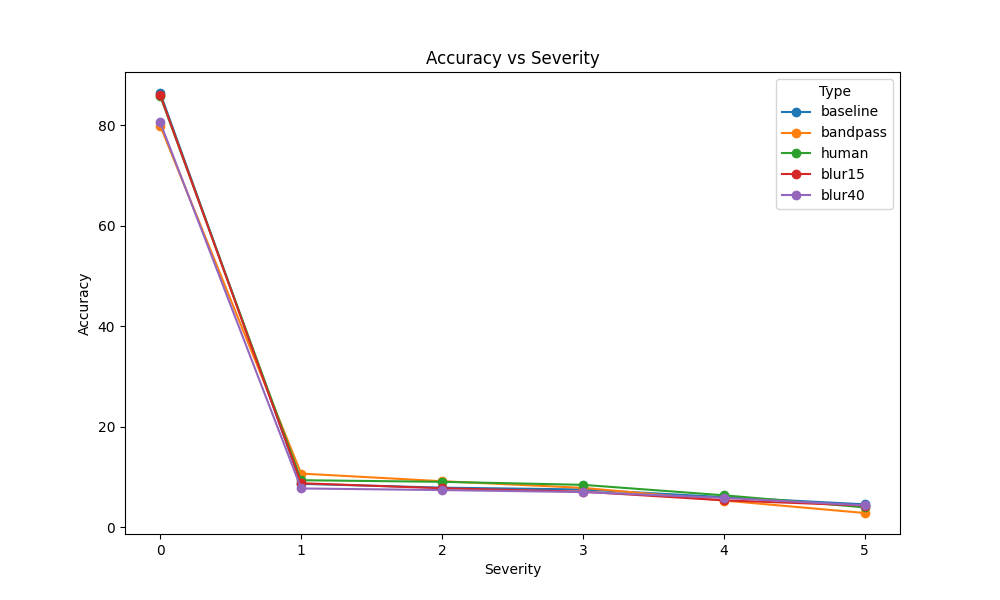 Accuracy vs Severity
Type
baseline
bandpass
human
blur15
blur40
Accuracy
80
60
40
20
0
0 1 2 3 4 5
Severity